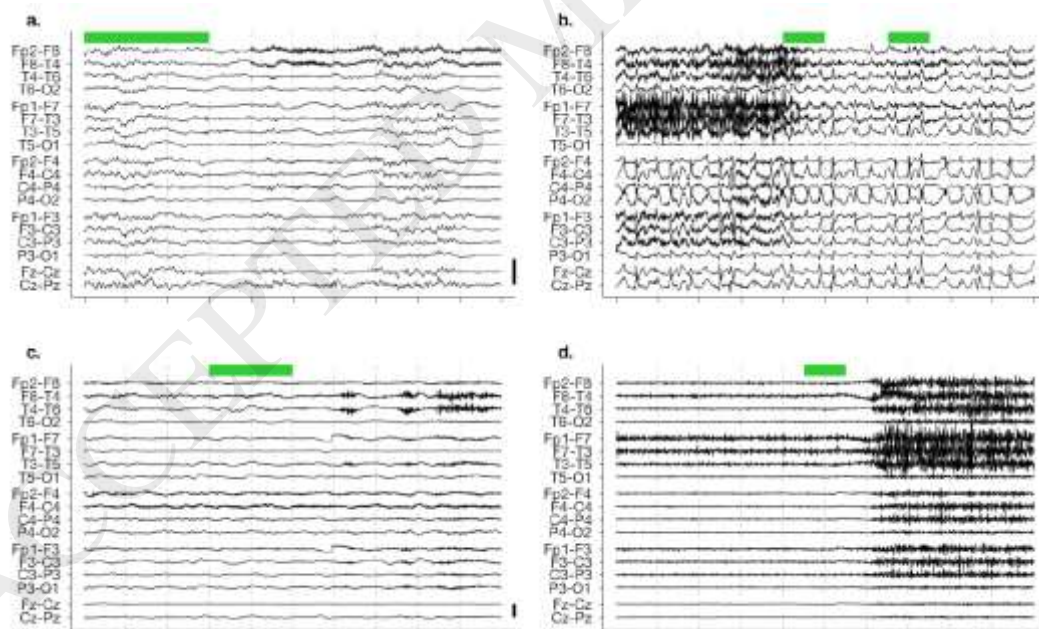 a.
Fp2-F8
F8-T4
T4-T6
T6-O2
Fp1-F7
F7-T3
T3-T5
T5-O1
Fp2-F4
F4-C4
C4-P4
P4-O2
Fp1-F3
F3-C3
C3-P3
P3-O1
Fz-Cz
Cz-Pz
b.
Fp2-F8
F8-T4
T4-T6
T6-O2
Fp1-F7
F7-T3
T3-T5
T5-O1
Fp2-F4
F4-C4
C4-P4
P4-O2
Fp1-F3
F3-C3
C3-P3
P3-O1
Fz-Cz
Cz-Pz
c.
Fp2-F8
F8-T4
T4-T6
T6-O2
Fp1-F7
F7-T3
T3-T5
T5-O1
Fp2-F4
F4-C4
C4-P4
P4-O2
Fp1-F3
F3-C3
C3-P3
P3-O1
Fz-Cz
Cz-Pz
d.
Fp2-F8
F8-T4
T4-T6
T6-O2
Fp1-F7
F7-T3
T3-T5
T5-O1
Fp2-F4
F4-C4
C4-P4
P4-O2
Fp1-F3
F3-C3
C3-P3
P3-O1
Fz-Cz
Cz-Pz
ACCEPTED M